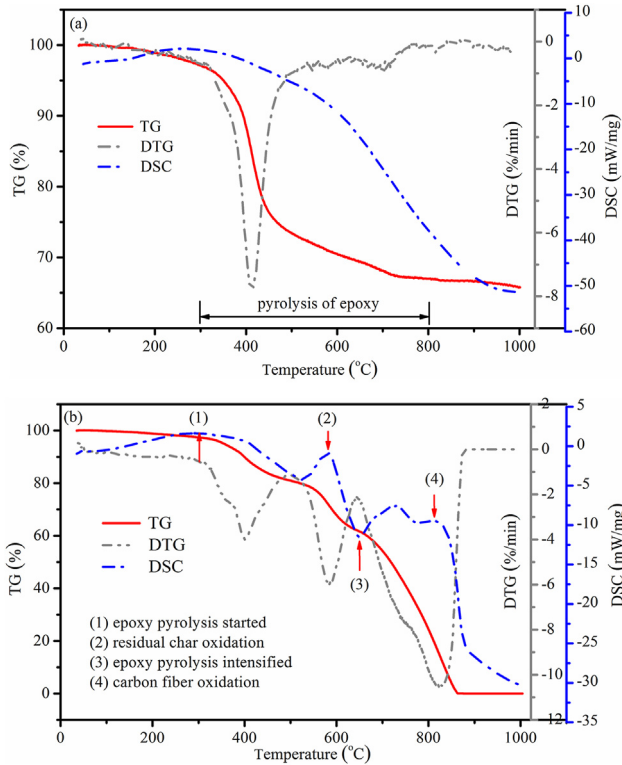 (a)
100
90
80
70
60
TG (%)
TG
DTG
DSC
pyrolysis of epoxy
0
-2
-4
-6
-8
DTG (%/min)
10
0
-10
-20
-30
-40
-50
-60
DSC (mW/mg)
0 200 400 600 800 1000
Temperature (°C)
(b)
100
80
60
40
20
0
TG (%)
(1)
(2)
(3)
(4)
TG
DTG
DSC
(1) epoxy pyrolysis started
(2) residual char oxidation
(3) epoxy pyrolysis intensified
(4) carbon fiber oxidation
2
0
-2
-4
-6
-8
-10
-12
DTG (%/min)
5
0
-5
-10
-15
-20
-25
-30
-35
DSC (mW/mg)
0 200 400 600 800 1000
Temperature (°C)